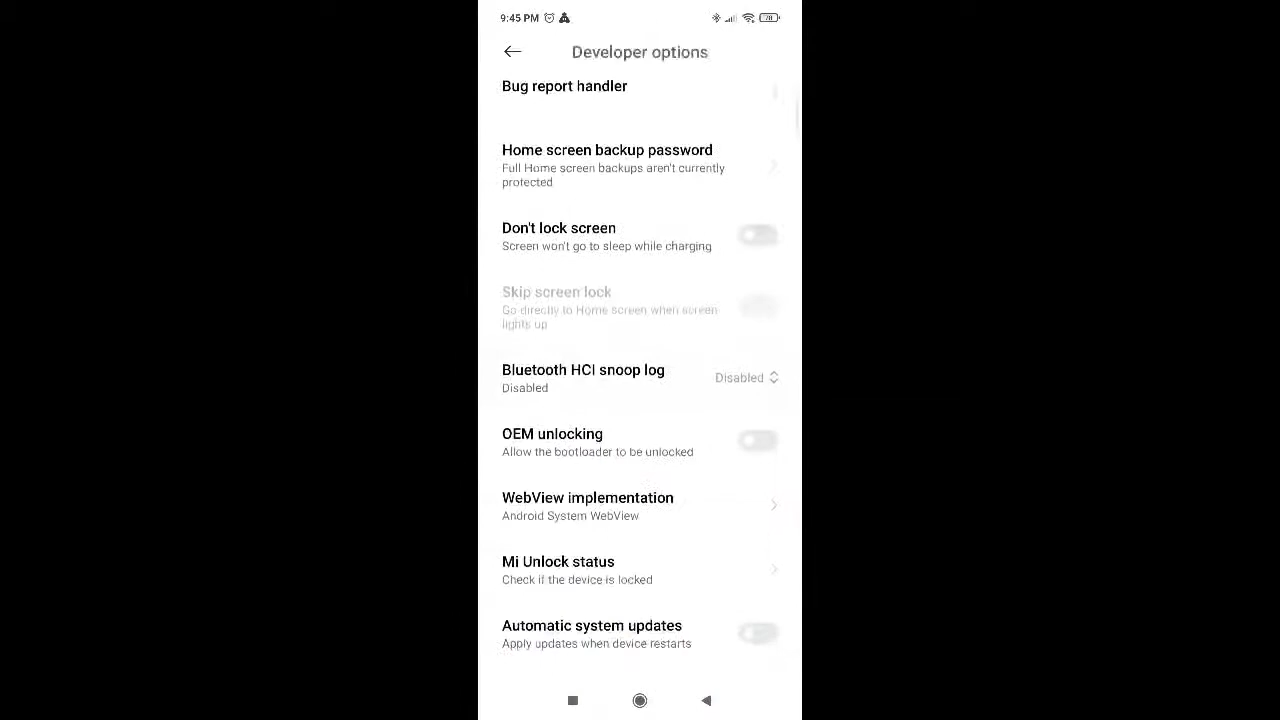 9:45 PM
70
Developer options
Bug report handler
Home screen backup password
Full Home screen backups aren't currently
protected
Don't lock screen
Screen won't go to sleep while charging
Skip screen lock
Go directly to Home screen when screen
lights up
Bluetooth HCI snoop log
Disabled
Disabled
OEM unlocking
Allow the bootloader to be unlocked
WebView implementation
Android System WebView
Mi Unlock status
Check if the device is locked
Automatic system updates
Apply updates when device restarts